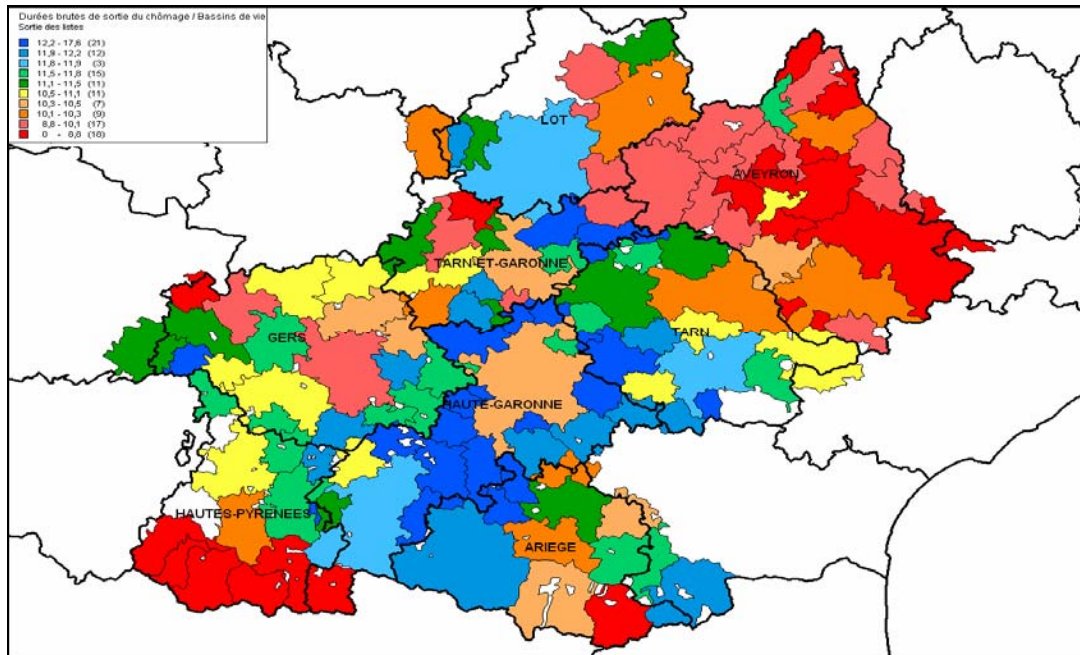 Durées brutes de sortie du chômage / Bassins de vie
Sortie des listes
12,2 - 17,6 (21)
11,9 - 12,2 (12)
11,8 - 11,9 (3)
11,5 - 11,8 (15)
11,1 - 11,5 (11)
10,5 - 11,1 (11)
10,3 - 10,5 (7)
10,1 - 10,3 (9)
8,8 - 10,1 (17)
0 - 8,8 (18)
LOT
AVEYRON
TARN-ET-GARONNE
GERS
TARN
HAUTE-GARONNE
HAUTES-PYRENEES
ARIEGE